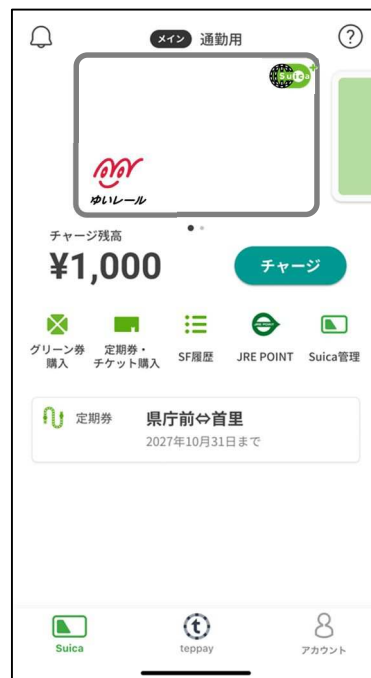 メイン 通勤用
Suica
ゆいレール
チャージ残高
¥1,000
チャージ
グリーン券
購入
定期券・
チケット購入
SF履歴
JRE POINT
JRE POINT
Suica管理
定期券
県庁前⇔首里
2027年10月31日まで
Suica
teppay
アカウント